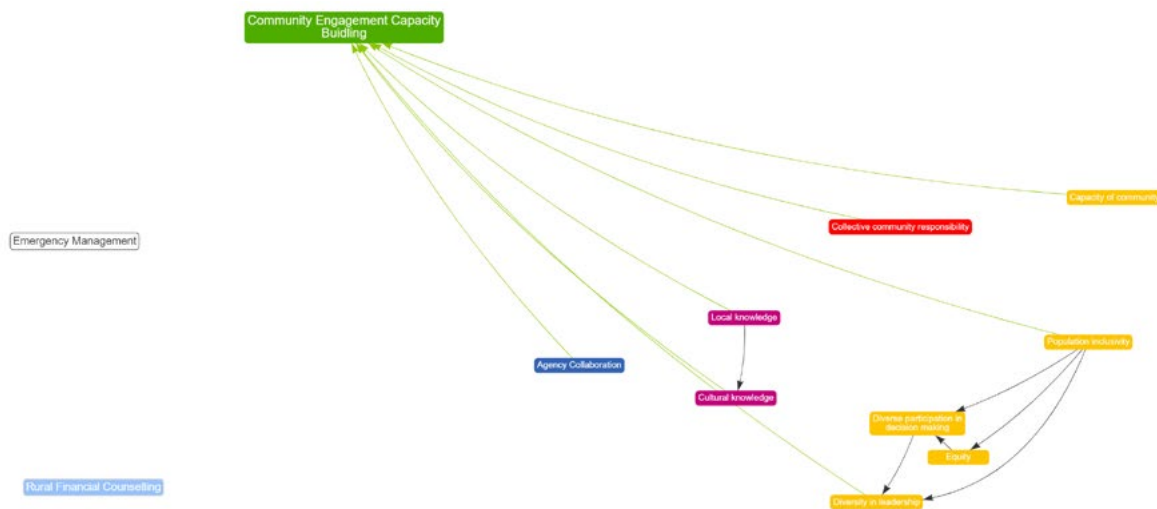 Community Engagement Capacity
Buidling
Capacity of community
Collective community responsibility
Emergency Management
Local knowledge
Population inclusivity
Agency Collaboration
Cultural knowledge
Diverse participation in
decision making
Equity
Rural Financial Counselling
Diversity in leadership